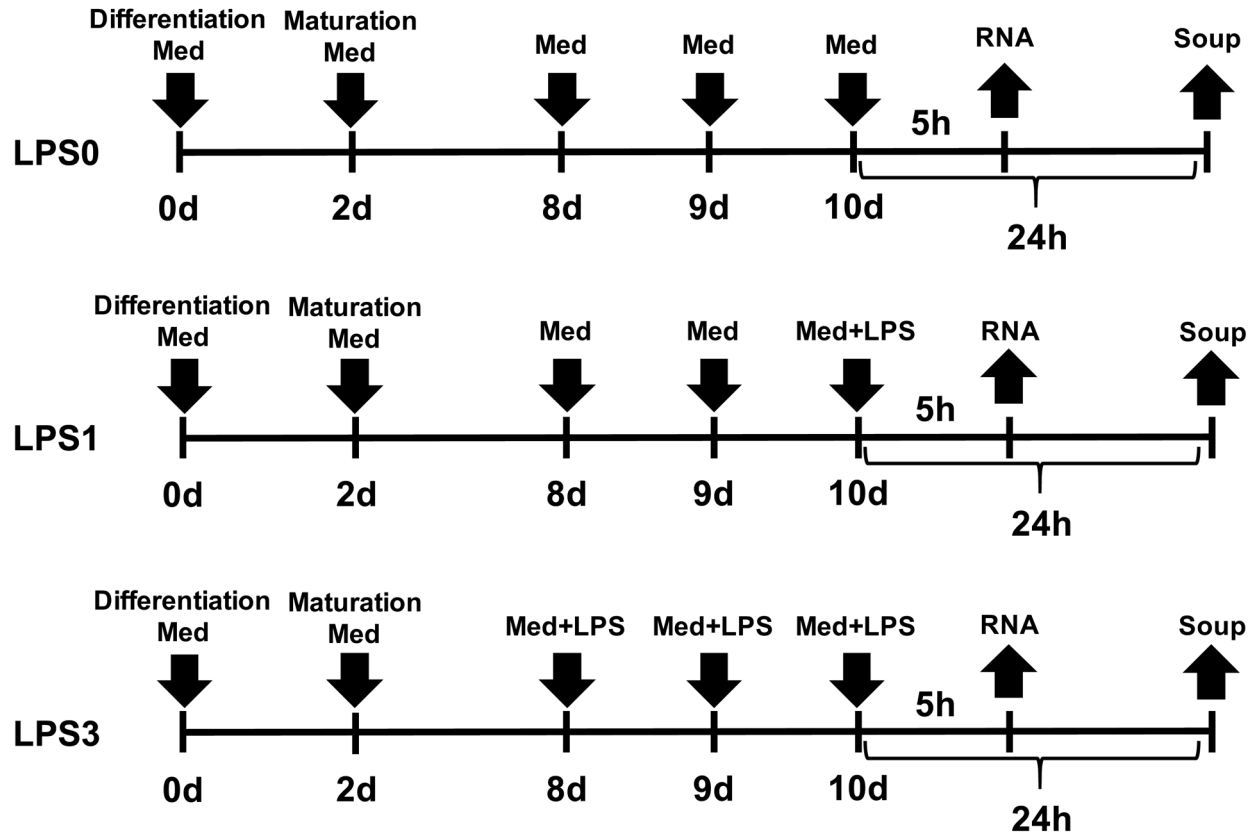 Differentiation Maturation
Med Med Med Med Med RNA Soup
5h
LPS0
0d 2d 8d 9d 10d
24h
Differentiation Maturation
Med Med Med Med Med+LPS RNA Soup
5h
LPS1
0d 2d 8d 9d 10d
24h
Differentiation Maturation
Med Med Med+LPS Med+LPS Med+LPS RNA Soup
5h
LPS3
0d 2d 8d 9d 10d
24h